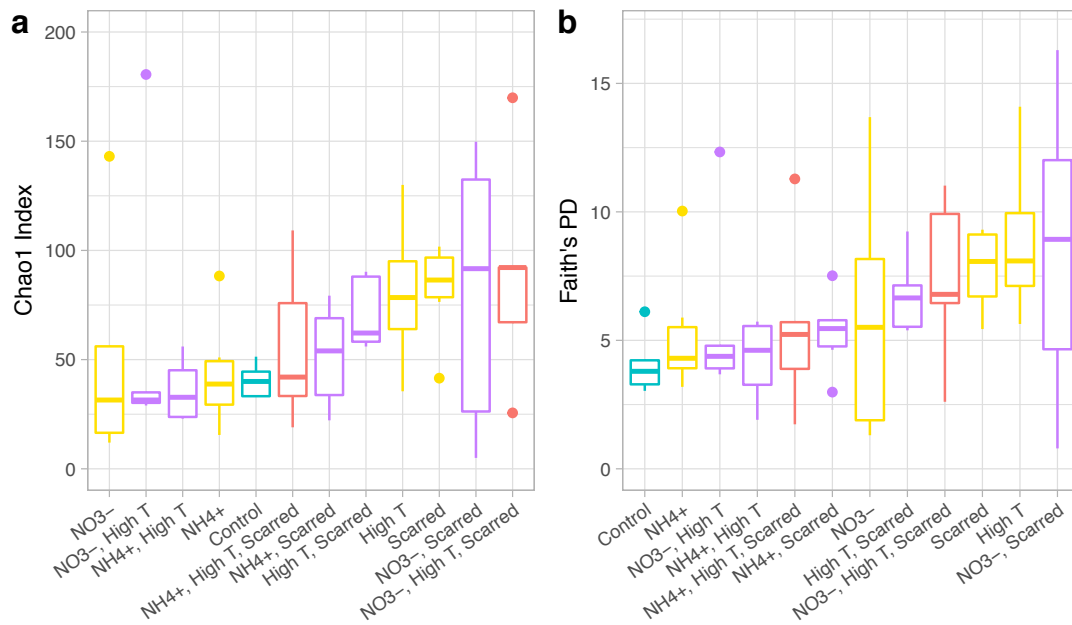 a
Chao1 Index
200
150
100
50
0
NO3−
NO3−, High T
NH4+, High T
NH4+
Control
NH4+, High T, Scarred
NH4+, Scarred
High T, Scarred
High T
Scarred
NO3−, Scarred
NO3−, High T, Scarred
b
Faith's PD
15
10
5
0
Control
NH4+
NO3−, High T
NH4+, High T
NH4+, High T, Scarred
NH4+, Scarred
NO3−
High T, Scarred
NO3−, High T, Scarred
Scarred
High T
NO3−, Scarred